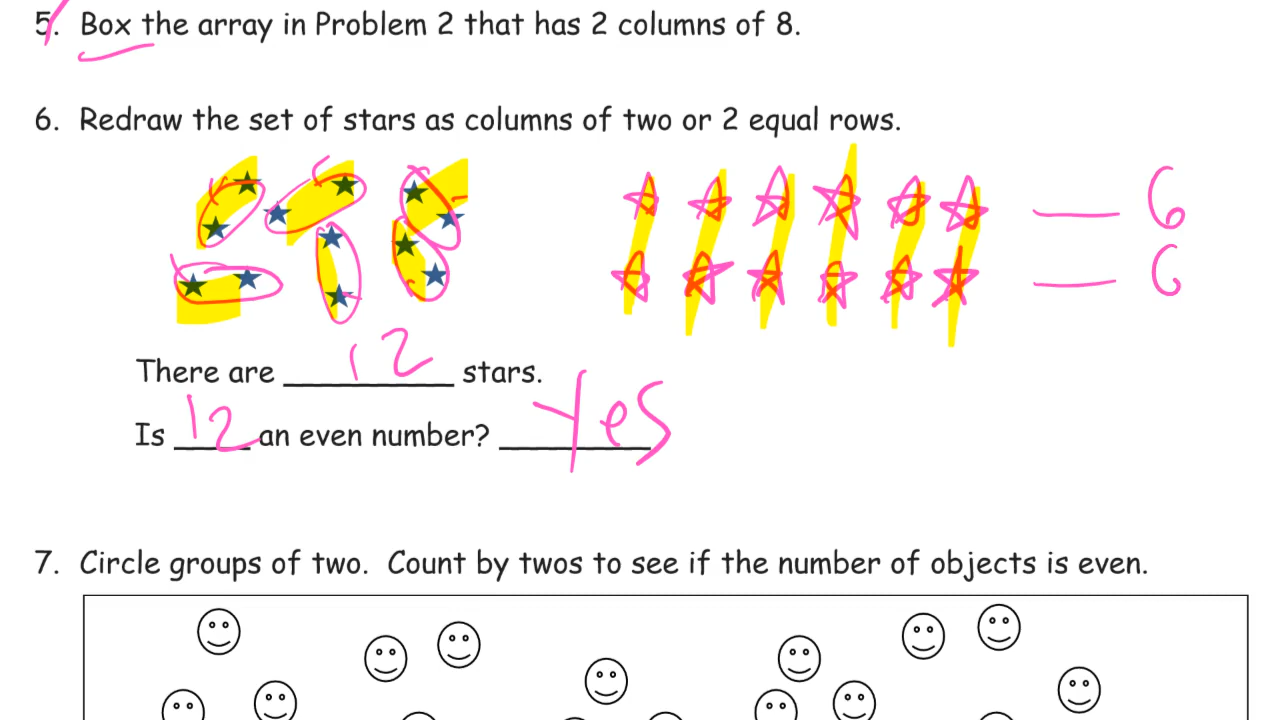 5. Box the array in Problem 2 that has 2 columns of 8.
6. Redraw the set of stars as columns of two or 2 equal rows.
6
6
There are 12 stars.
Is 12 an even number? Yes
7. Circle groups of two. Count by twos to see if the number of objects is even.